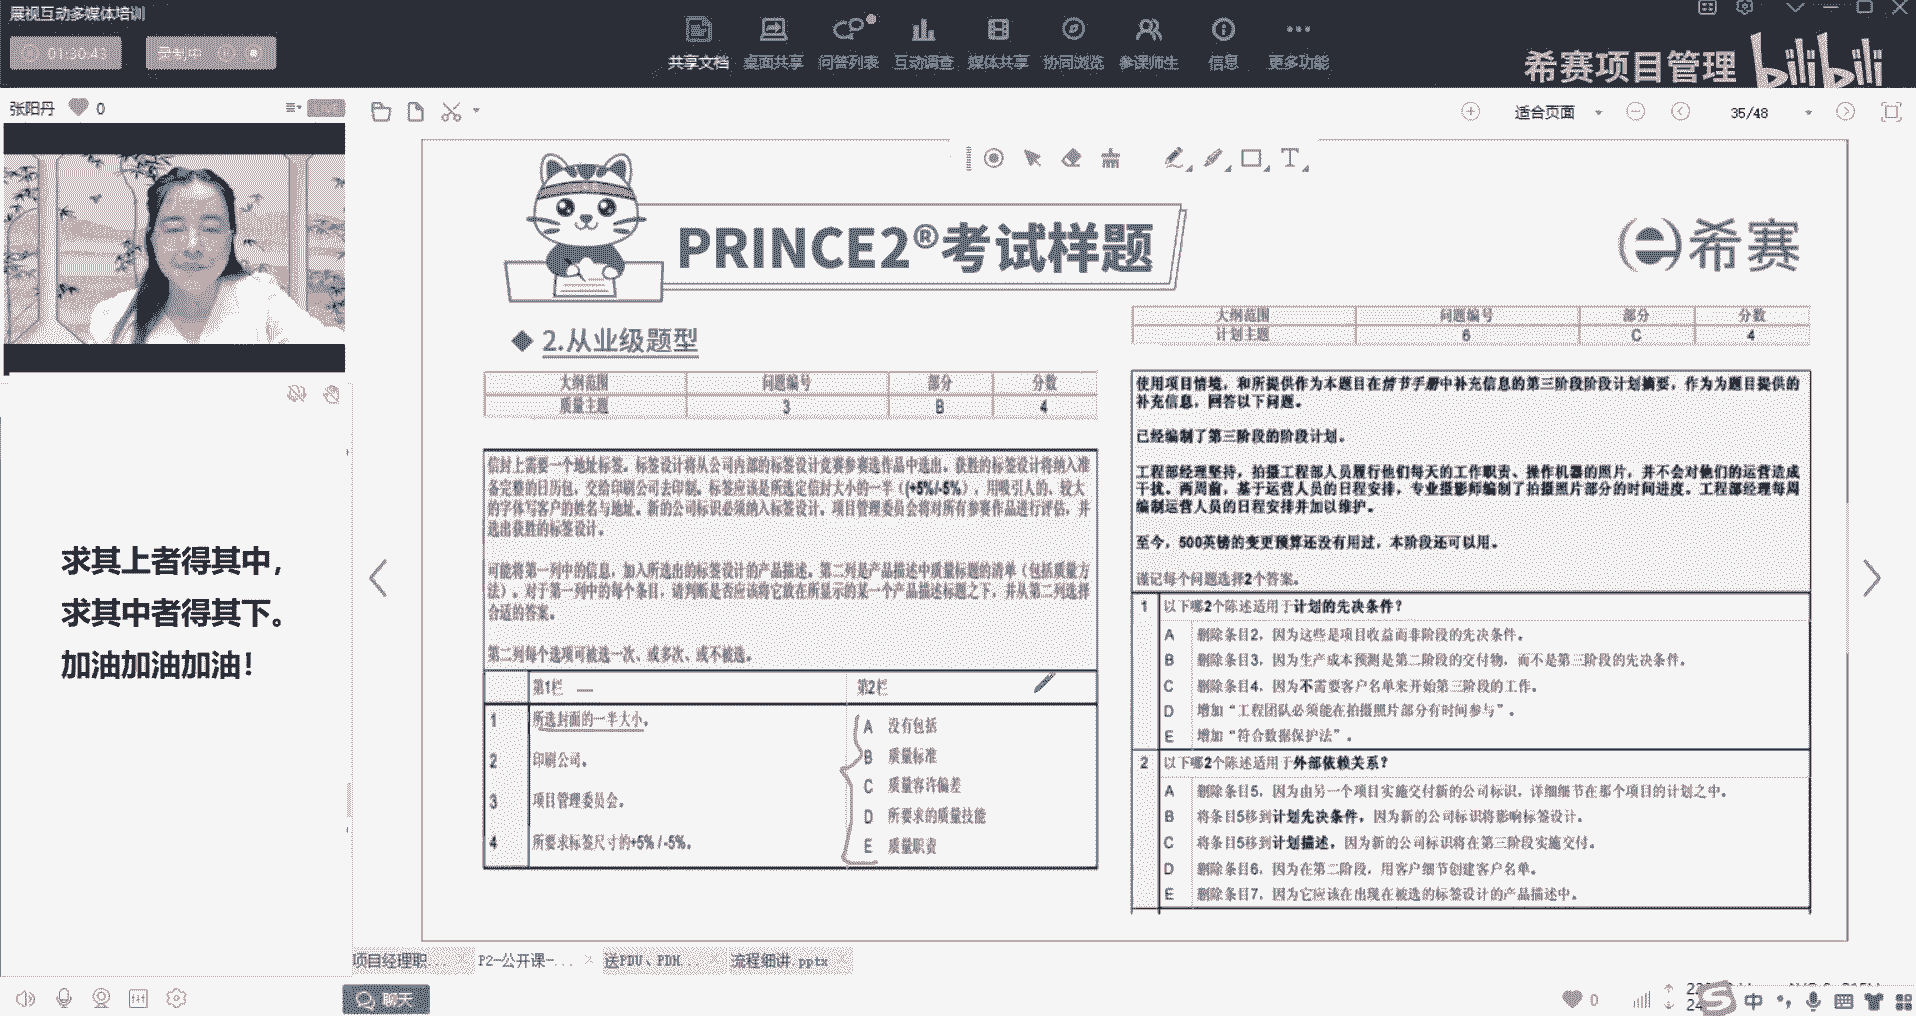 展视互动多媒体培训
01:30:43
录制中
共享文档
桌面共享
问答列表
互动调查
媒体共享
协同浏览
参课师生
信息
更多功能
希赛项目管理
bilibili
张阳丹
0
适合页面
35/48
求其上者得其中，
求其中者得其下。
加油加油加油！
PRINCE2®考试样题
希赛
◆ 2.从业级题型
大纲范围 问题编号 部分 分数
质量主题 3 B 4
信封上需要一个地址标签。标签设计将从公司内部的标签设计竞赛参赛选作品中选出。获胜的标签设计将纳入准
备完整的日历包，交给印刷公司去印制。标签应该是所选定信封大小的一半（(+5%/-5%），用吸引人的，较大
的字体写客户的姓名与地址。新的公司标识必须纳入标签设计。项目管理委员会将对所有参赛作品进行评估，并
选出获胜的标签设计。
可能将第一列中的信息，加入所选出的标签设计的产品描述。第二列是产品描述中质量标题的清单（包括质量方
法）。对于第一列中的每个条目，请判断是否应该将它放在所显示的某一个产品描述标题之下，并从第二列选择
合适的答案。
第二列每个选项可被选一次、或多次、或不被选。
第1栏 第2栏
1 所选封面的一半大小。
2 印刷公司。
3 项目管理委员会。
4 所要求标签尺寸的+5% /-5%。
A 没有包括
B 质量标准
C 质量容许偏差
D 所要求的质量技能
E 质量职责
大纲范围 问题编号 部分 分数
计划主题 6 C 4
使用项目情境，和所提供作为本题目在情节手册中补充信息的第三阶段阶段计划摘要，作为为题目提供的
补充信息，回答以下问题。
已经编制了第三阶段的阶段计划。
工程部经理坚持，拍摄工程部人员履行他们每天的工作职责、操作机器的照片，并不会对他们的运营造成
干扰。两周前，基于运营人员的日程安排，专业摄影师编制了拍摄照片部分的时间进度。工程部经理每周
编制运营人员的日程安排并加以维护。
至今，500英镑的变更预算还没有用过，本阶段还可以用。
谨记每个问题选择2个答案。
1 以下哪2个陈述适用于计划的先决条件？
A 删除条目2，因为这些是项目收益而非阶段的先决条件。
B 删除条目3，因为生产成本预测是第二阶段的交付物，而不是第三阶段的先决条件。
C 删除条目4，因为不需要客户名单来开始第三阶段的工作。
D 增加“工程团队必须能在拍摄照片部分有时间参与”。
E 增加“符合数据保护法”。
2 以下哪2个陈述适用于外部依赖关系？
A 删除条目5，因为由另一个项目实施交付新的公司标识，详细细节在那个项目的计划之中。
B 将条目5移到计划先决条件，因为新的公司标识将影响标签设计。
C 将条目5移到计划描述，因为新的公司标识将在第三阶段实施交付。
D 删除条目6，因为在第二阶段，用客户细节创建客户名单。
E 删除条目7，因为它应该在出现在被选的标签设计的产品描述中。
项目经理职...
P2-公开课-...
送PDU、PDH...
流程细讲.pptx
聊天
0
中